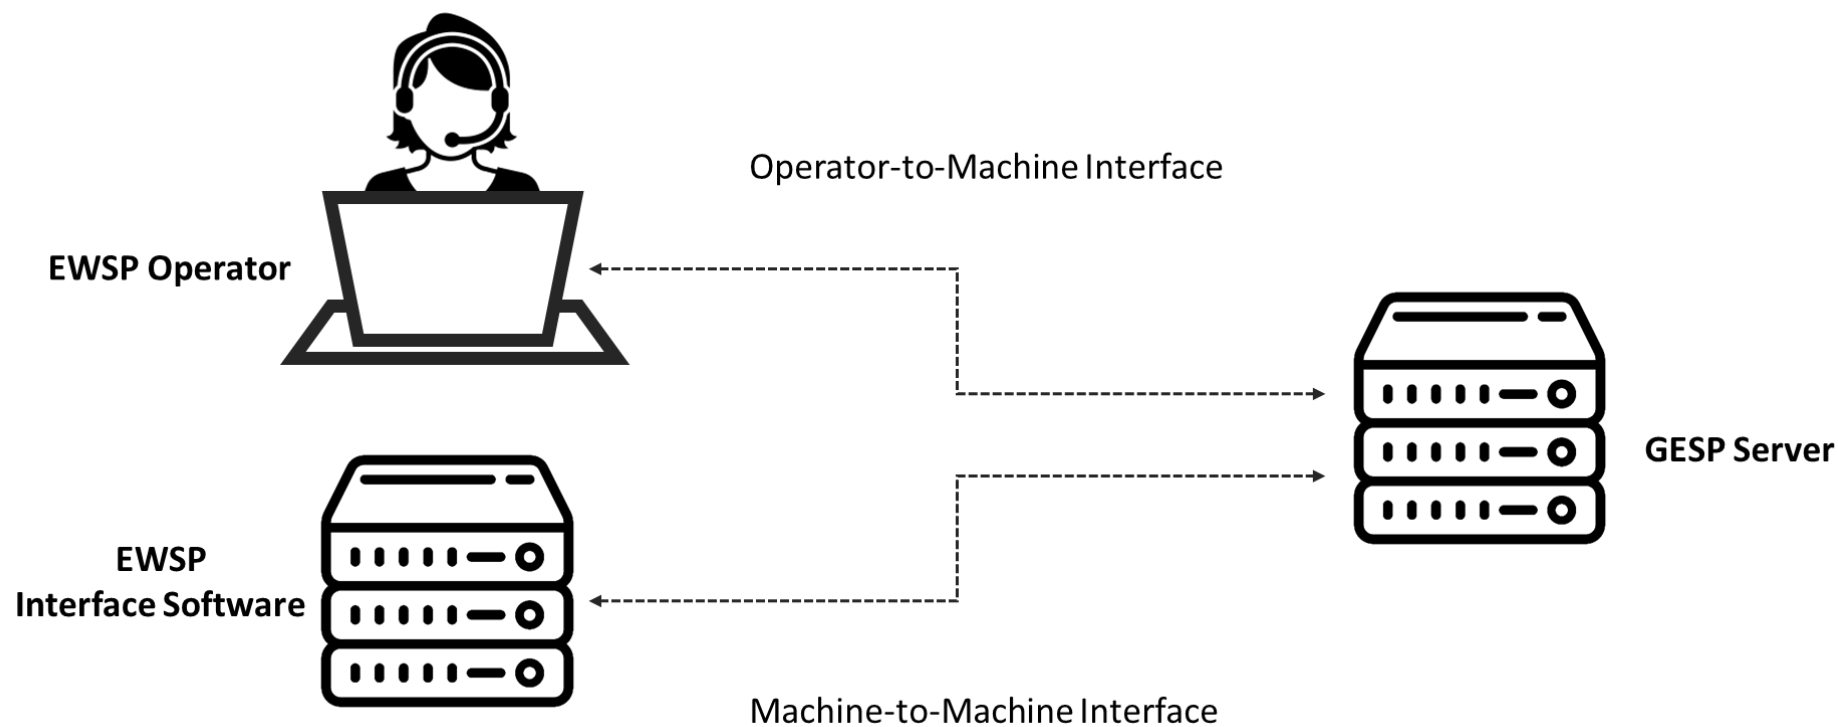 Operator-to-Machine Interface
EWSP Operator
GESP Server
EWSP
Interface Software
Machine-to-Machine Interface